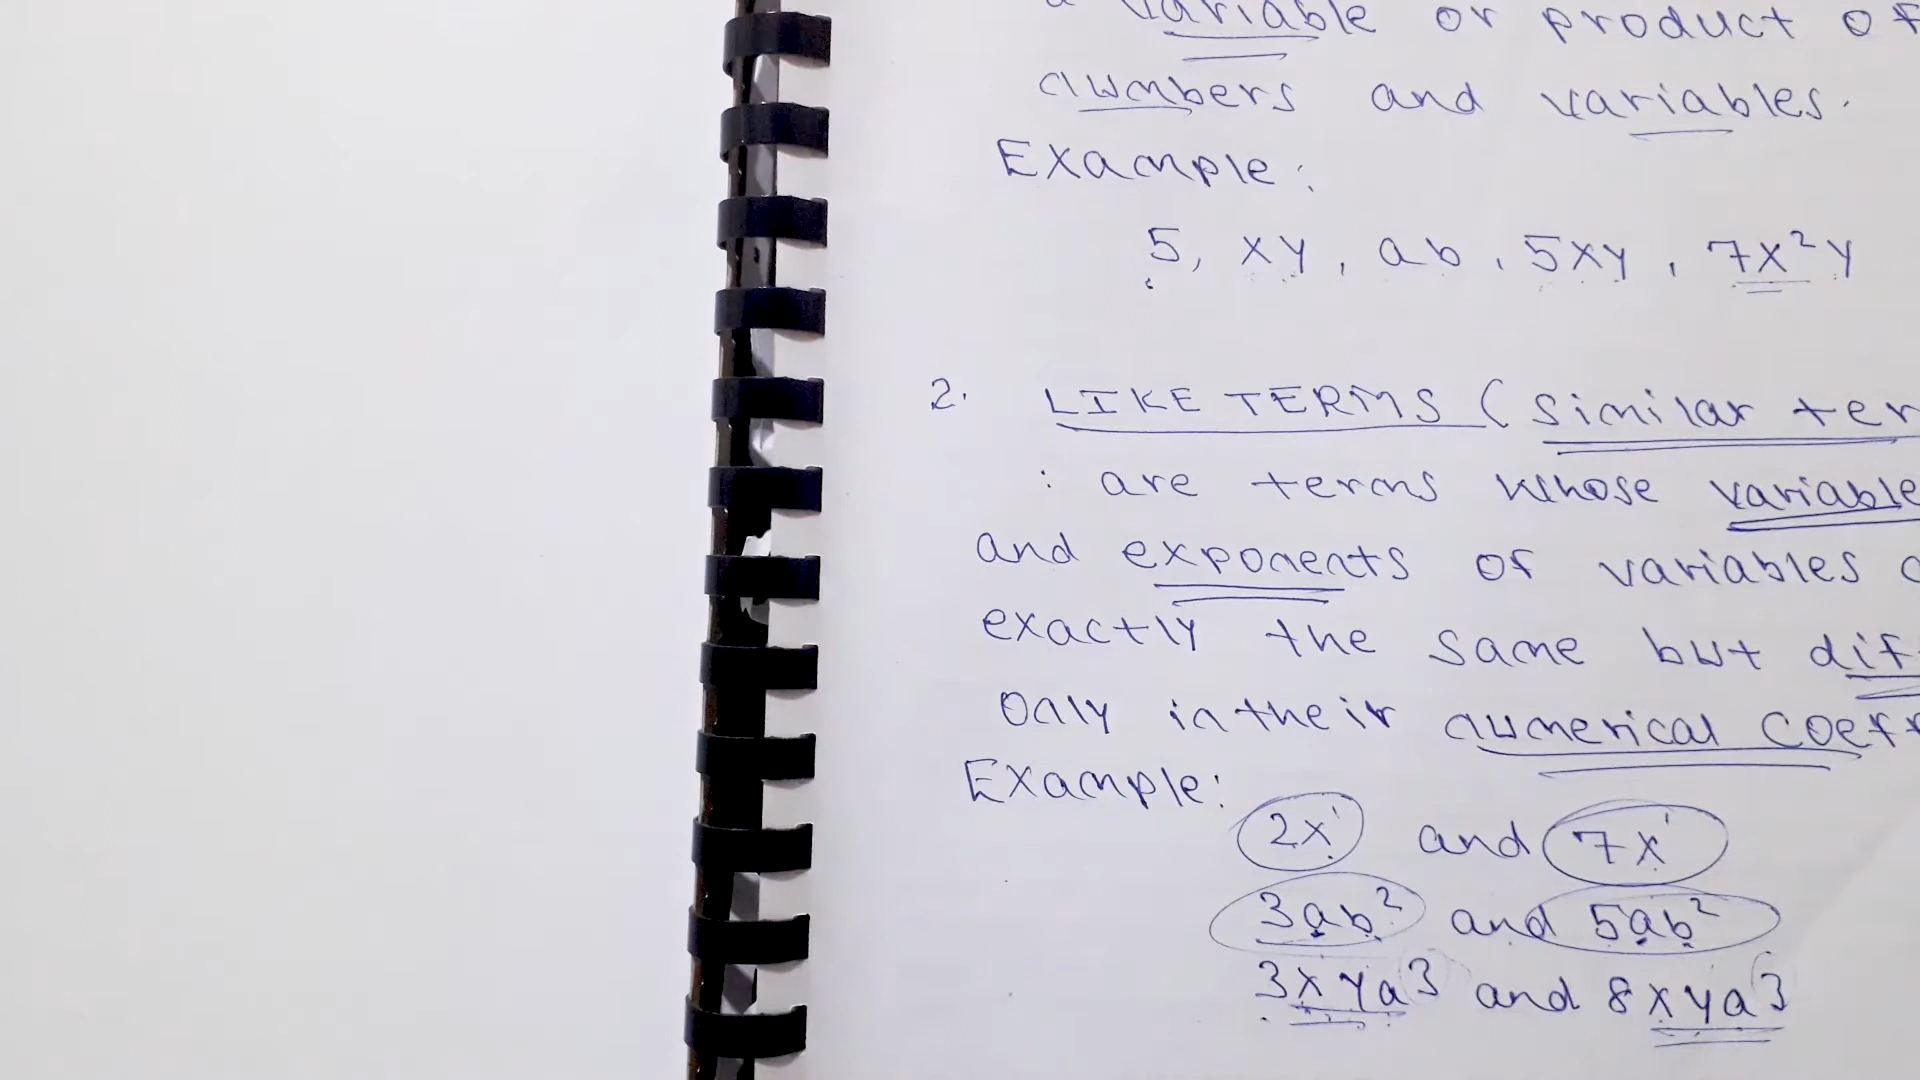 a variable or product of
numbers and variables.
Example:
5, xy, ab, 5xy, 7x²y
2. LIKE TERMS (similar ter
: are terms whose variable
and exponents of variables
exactly the same but dif
only in their numerical coeff
Example:
2x¹ and 7x¹
3ab² and 5ab²
3xya³ and 8xya³